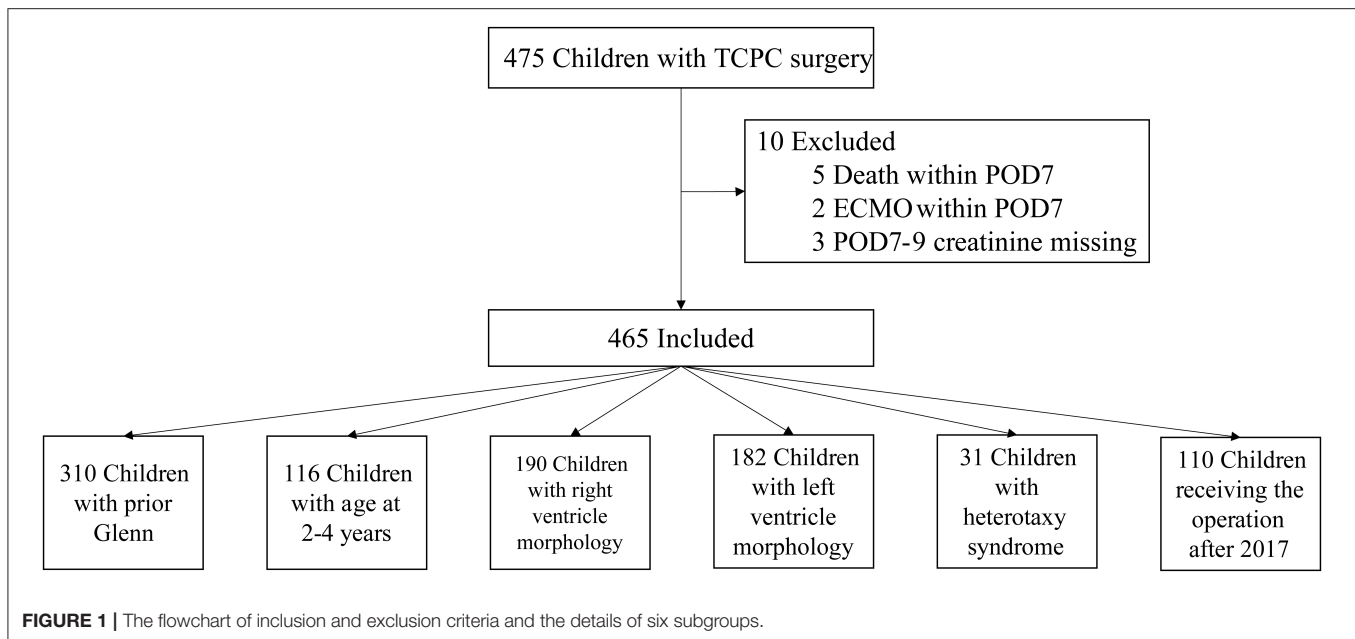 475 Children with TCPC surgery
10 Excluded
5 Death within POD7
2 ECMO within POD7
3 POD7-9 creatinine missing
465 Included
310 Children
with prior
Glenn
116 Children
with age at
2-4 years
190 Children
with right
ventricle
morphology
182 Children
with left
ventricle
morphology
31 Children
with
heterotaxy
syndrome
110 Children
receiving the
operation
after 2017
FIGURE 1 | The flowchart of inclusion and exclusion criteria and the details of six subgroups.